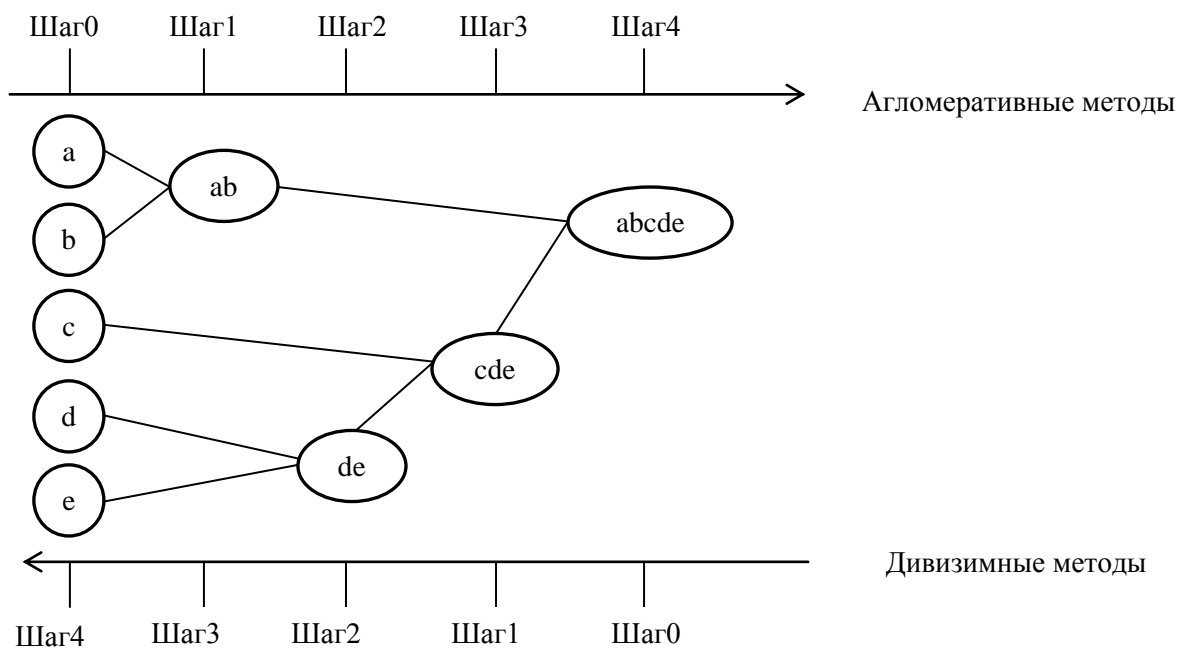 Шаг0 Шаг1 Шаг2 Шаг3 Шаг4
Агломеративные методы
a
ab
b
abcde
c
cde
d
de
e
Дивизимные методы
Шаг4 Шаг3 Шаг2 Шаг1 Шаг0